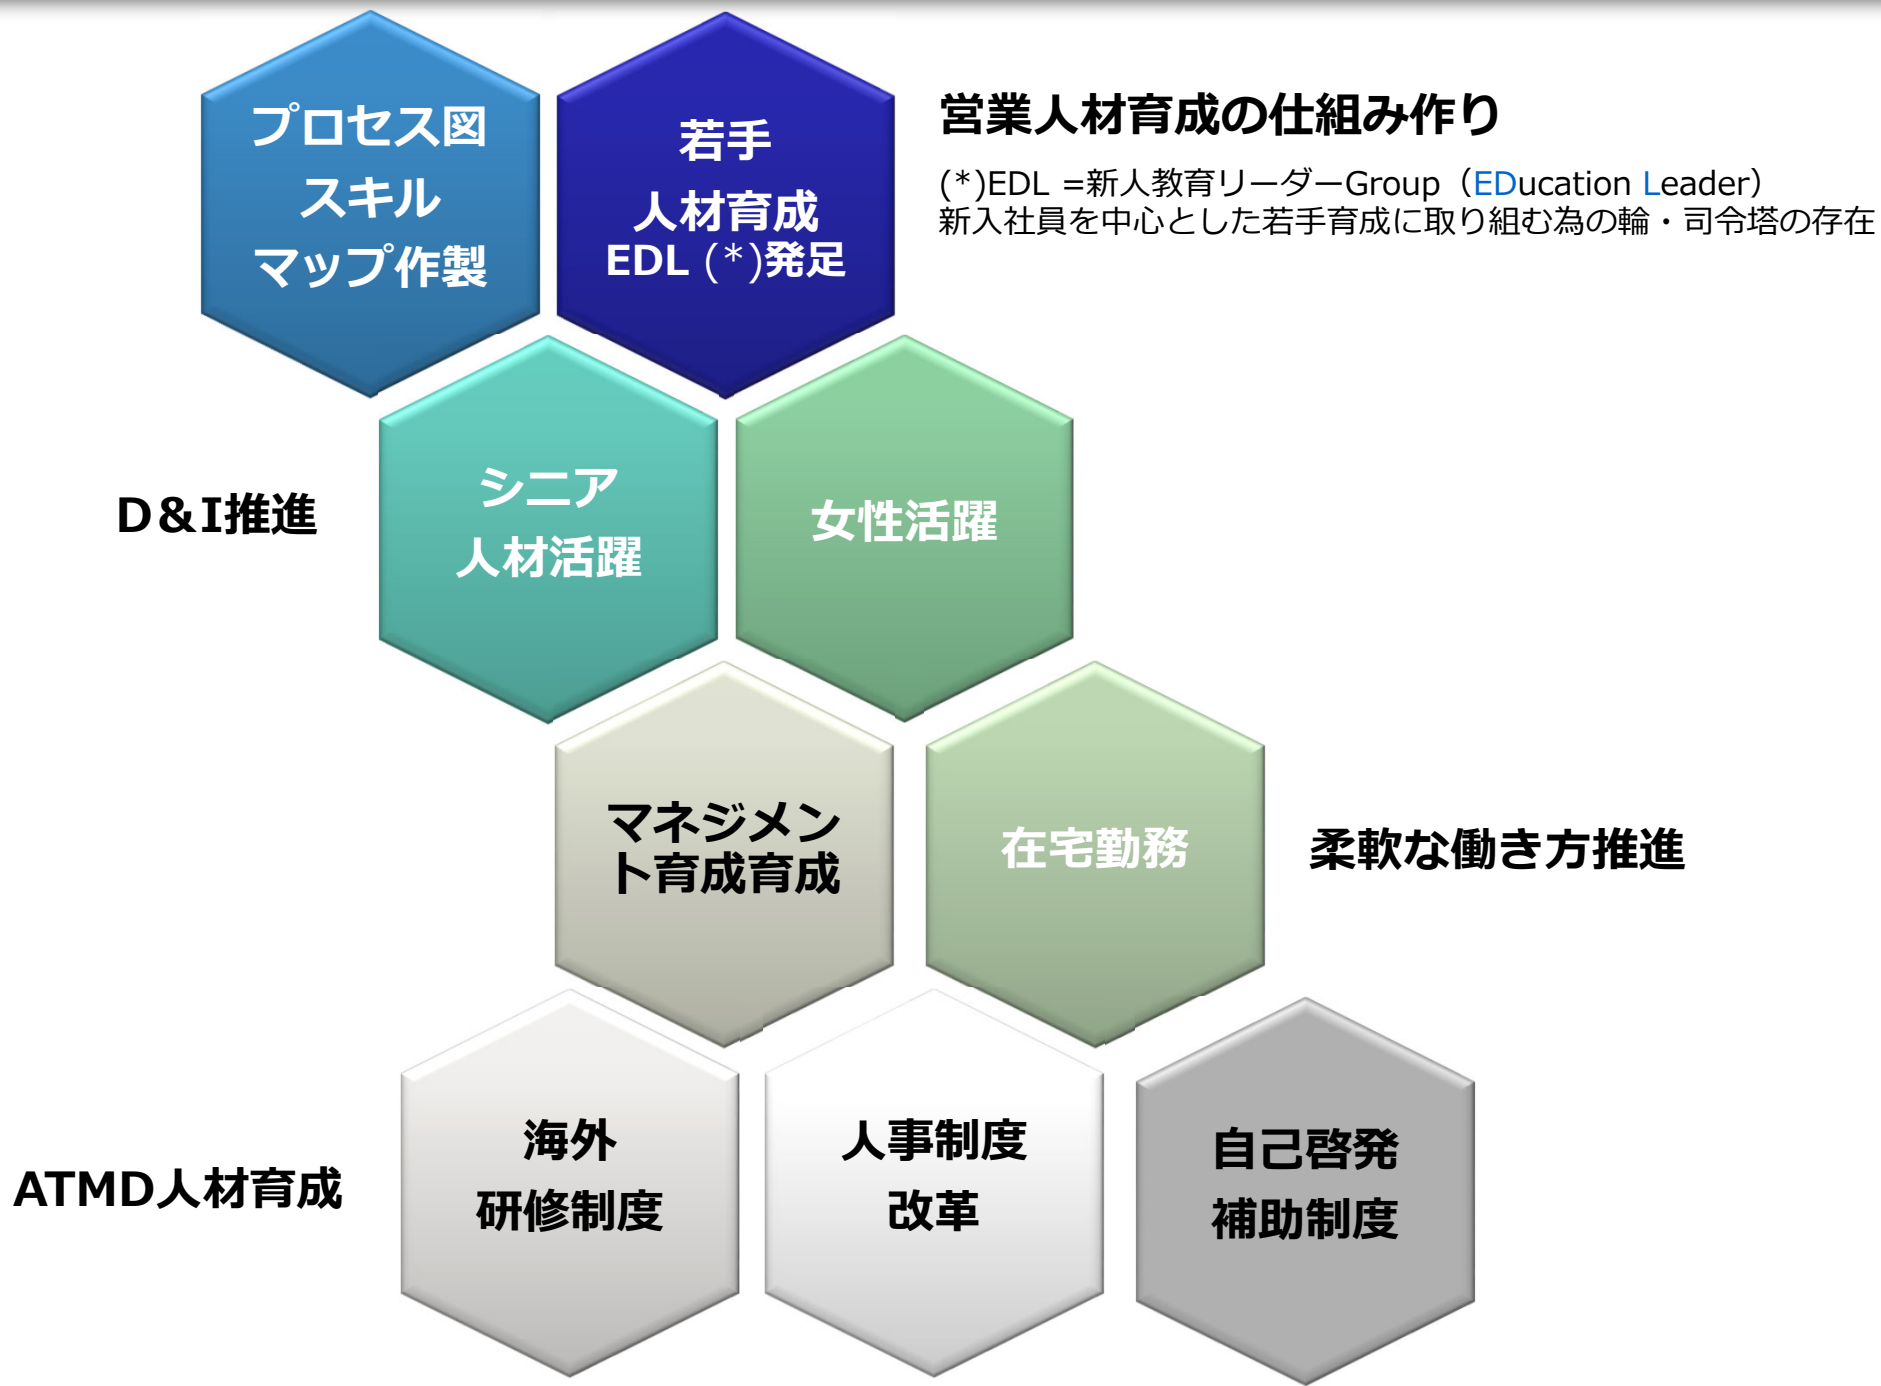 プロセス図
スキル
マップ作製
若手
人材育成
EDL (*)発足
営業人材育成の仕組み作り
(*)EDL =新人教育リーダーGroup（EDucation Leader）
新入社員を中心とした若手育成に取り組む為の輪・司令塔の存在
D&I推進
シニア
人材活躍
女性活躍
マネジメン
ト育成育成
在宅勤務
柔軟な働き方推進
ATMD人材育成
海外
研修制度
人事制度
改革
自己啓発
補助制度